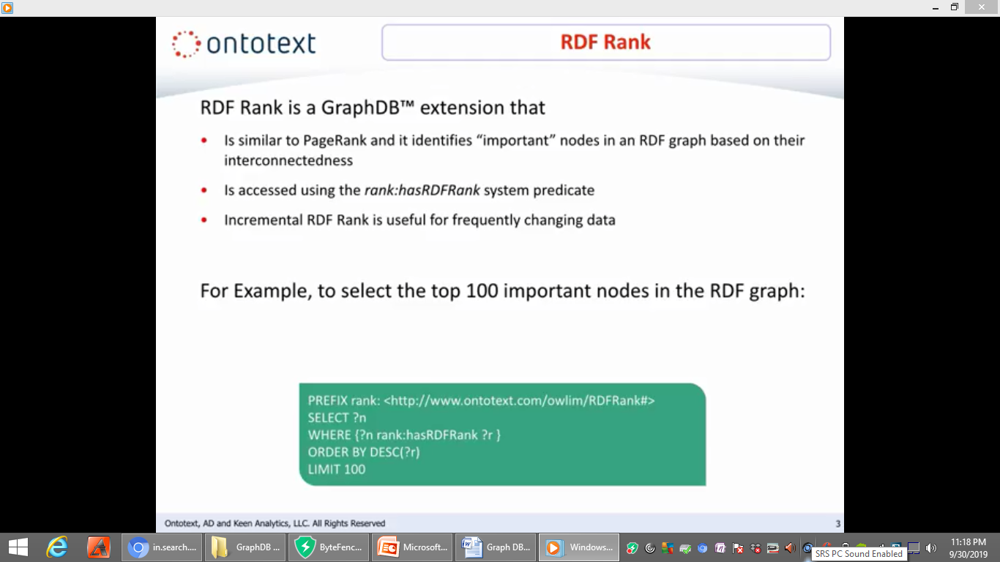 ontotext
RDF Rank
RDF Rank is a GraphDB™ extension that
• Is similar to PageRank and it identifies “important” nodes in an RDF graph based on their
interconnectedness
• Is accessed using the rank:hasRDFRank system predicate
• Incremental RDF Rank is useful for frequently changing data
For Example, to select the top 100 important nodes in the RDF graph:
PREFIX rank: <http://www.ontotext.com/owlim/RDFRank#>
SELECT ?n
WHERE {?n rank:hasRDFRank ?r }
ORDER BY DESC(?r)
LIMIT 100
Ontotext, AD and Keen Analytics, LLC. All Rights Reserved 3
in.search.... GraphDB ... ByteFenc... Microsoft... Graph DB... Windows... 11:18 PM
SRS PC Sound Enabled 9/30/2019